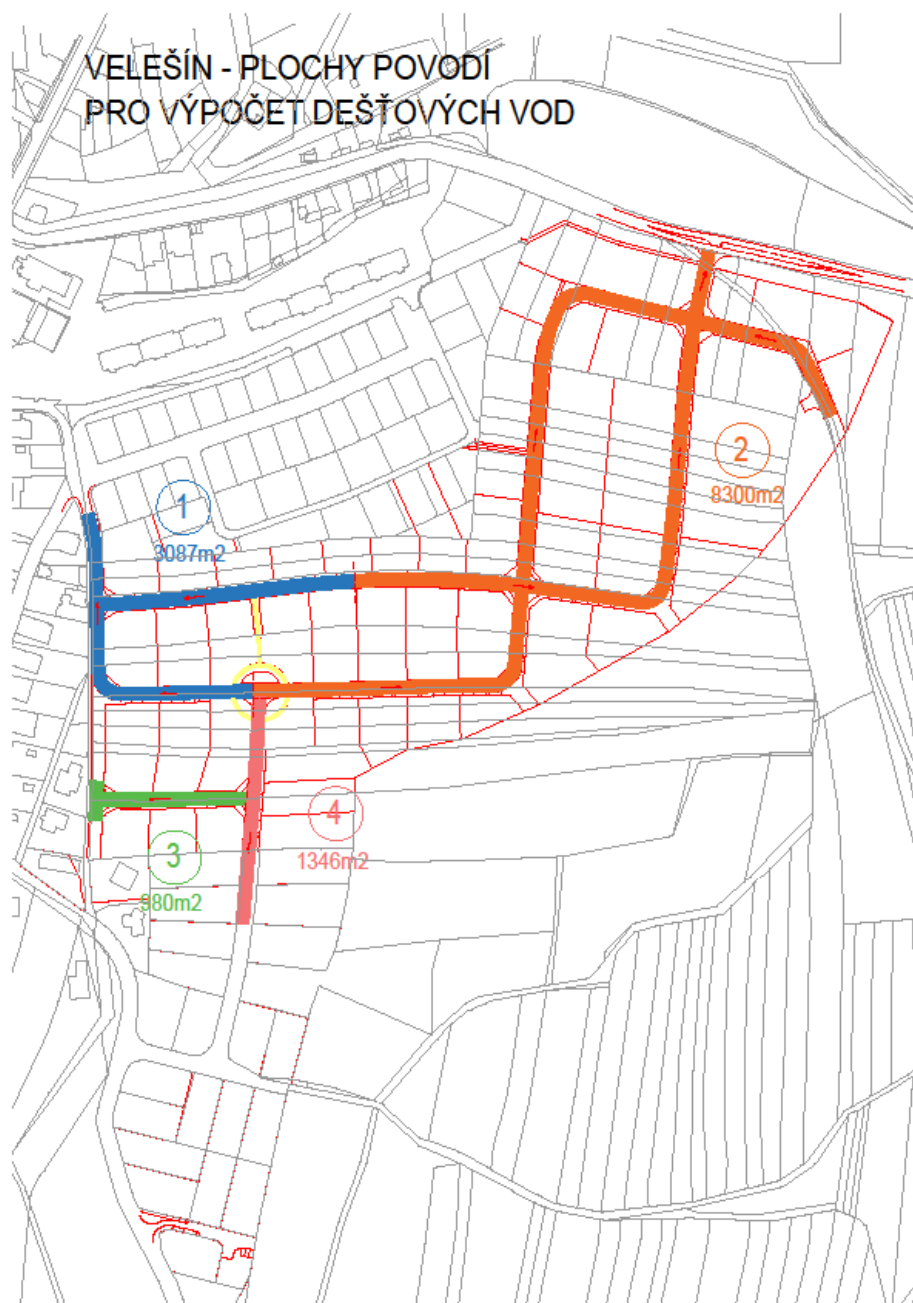 VELEŠÍN - PLOCHY POVODÍ
PRO VÝPOČET DEŠŤOVÝCH VOD
2
8300m2
1
3087m2
4
1346m2
3
980m2